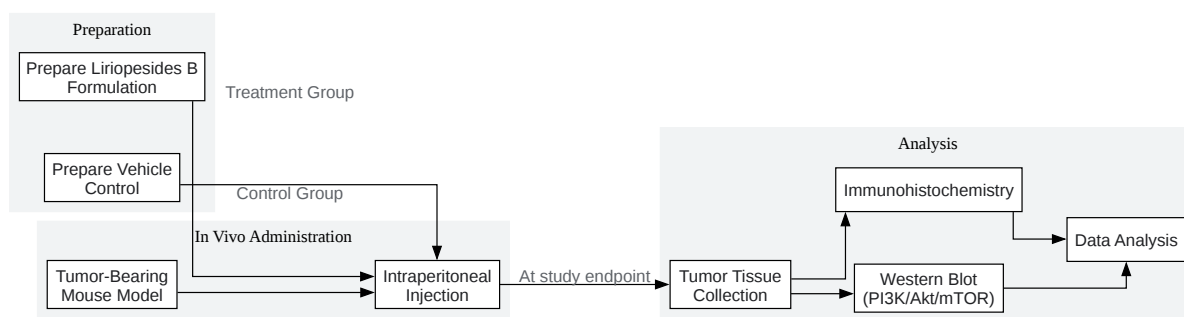 Preparation
Prepare Liriopesides B
Formulation
Treatment Group
Prepare Vehicle
Control
Control Group
In Vivo Administration
Tumor-Bearing
Mouse Model
Intraperitoneal
Injection
At study endpoint
Analysis
Tumor Tissue
Collection
Immunohistochemistry
Western Blot
(PI3K/Akt/mTOR)
Data Analysis